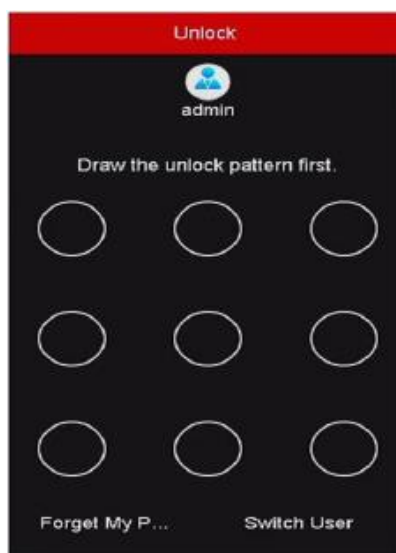 Unlock
admin
Draw the unlock pattern first.
Forget My P...
Switch User